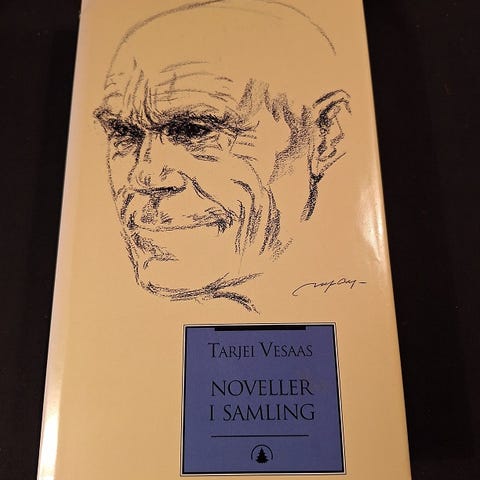 TARJEI VESAAS
NOVELLER
I SAMLING